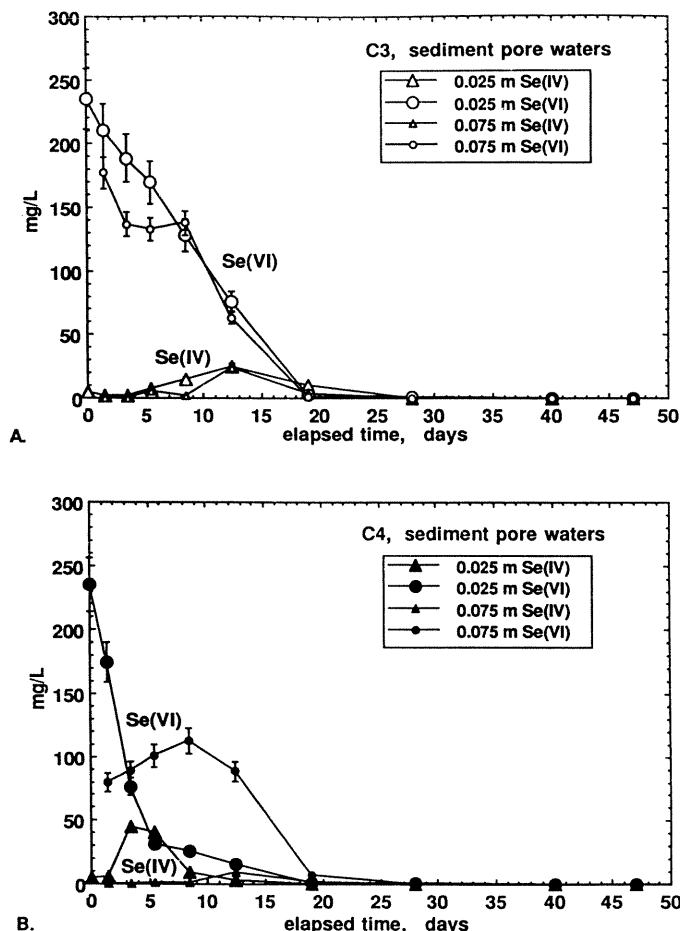 300
C3, sediment pore waters
0.025 m Se(IV)
0.025 m Se(VI)
0.075 m Se(IV)
0.075 m Se(VI)
250
200
mg/L
150
Se(VI)
100
50
Se(IV)
0
0 5 10 15 20 25 30 35 40 45 50
A.
elapsed time, days
300
C4, sediment pore waters
0.025 m Se(IV)
0.025 m Se(VI)
0.075 m Se(IV)
0.075 m Se(VI)
250
200
mg/L
150
Se(VI)
100
50
Se(IV)
0
0 5 10 15 20 25 30 35 40 45 50
B.
elapsed time, days